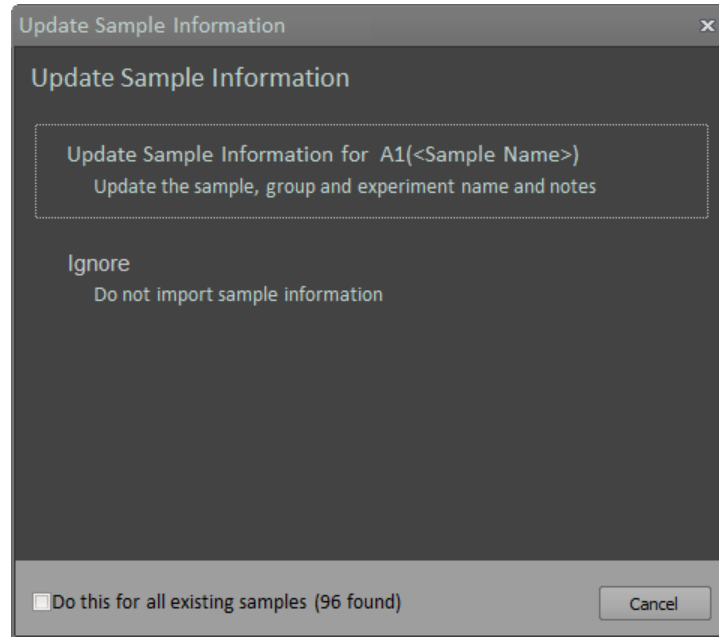 Update Sample Information
Update Sample Information
Update Sample Information for A1(<Sample Name>)
Update the sample, group and experiment name and notes
Ignore
Do not import sample information
Do this for all existing samples (96 found)
Cancel